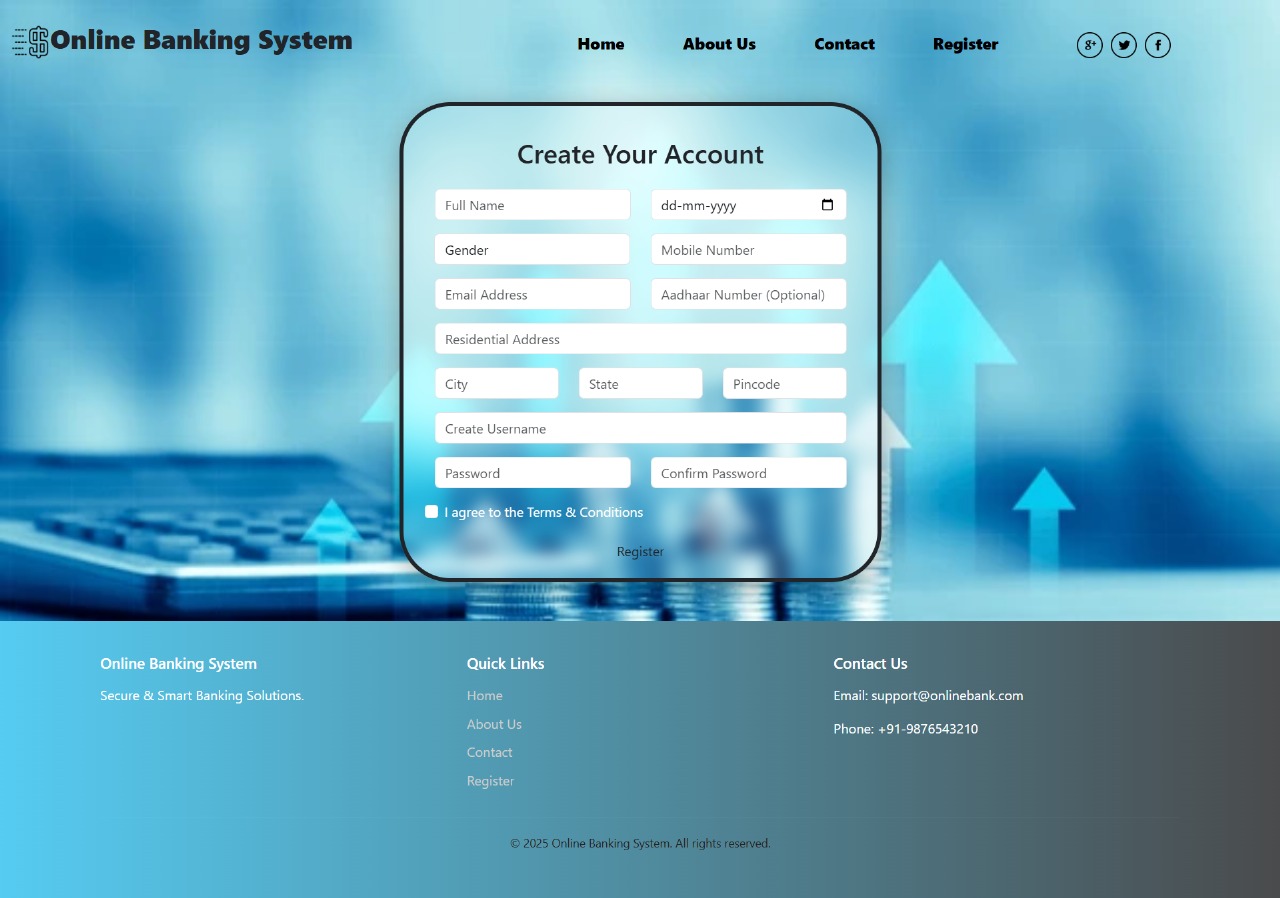 Online Banking System
Home About Us Contact Register
Create Your Account
Full Name dd-mm-yyyy
Gender Mobile Number
Email Address Aadhaar Number (Optional)
Residential Address
City State Pincode
Create Username
Password Confirm Password
I agree to the Terms & Conditions
Register
Online Banking System
Secure & Smart Banking Solutions.
Quick Links
Home
About Us
Contact
Register
Contact Us
Email: support@onlinebank.com
Phone: +91-9876543210
© 2025 Online Banking System. All rights reserved.